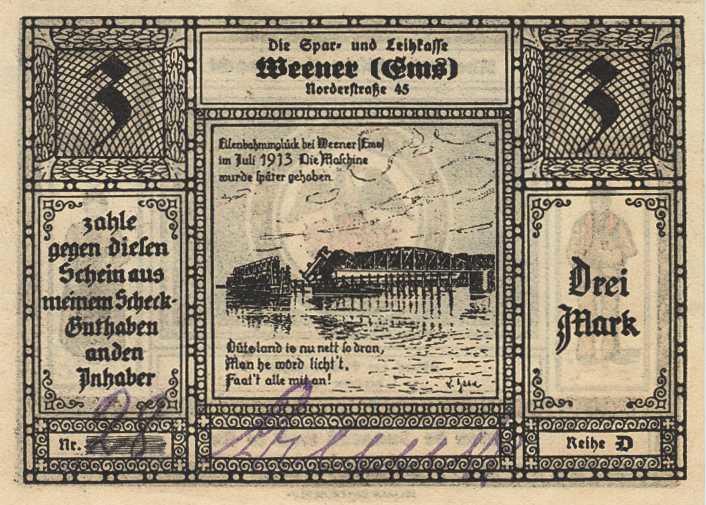 3
Die Spar- und Leihkasse
Weener (Ems)
Norderstraße 45
3
Eisenbahnunglück bei Weener (Ems)
im Juli 1913 Die Maschine
wurde später gehoben.
zahle
gegen diesen
Schein aus
meinem Scheck-
Guthaben
an den
Inhaber
Drei
Mark
Dütsland is nu nett so dran,
Man he word licht't,
Faat't alle mit an!
Nr. 28
Reihe D